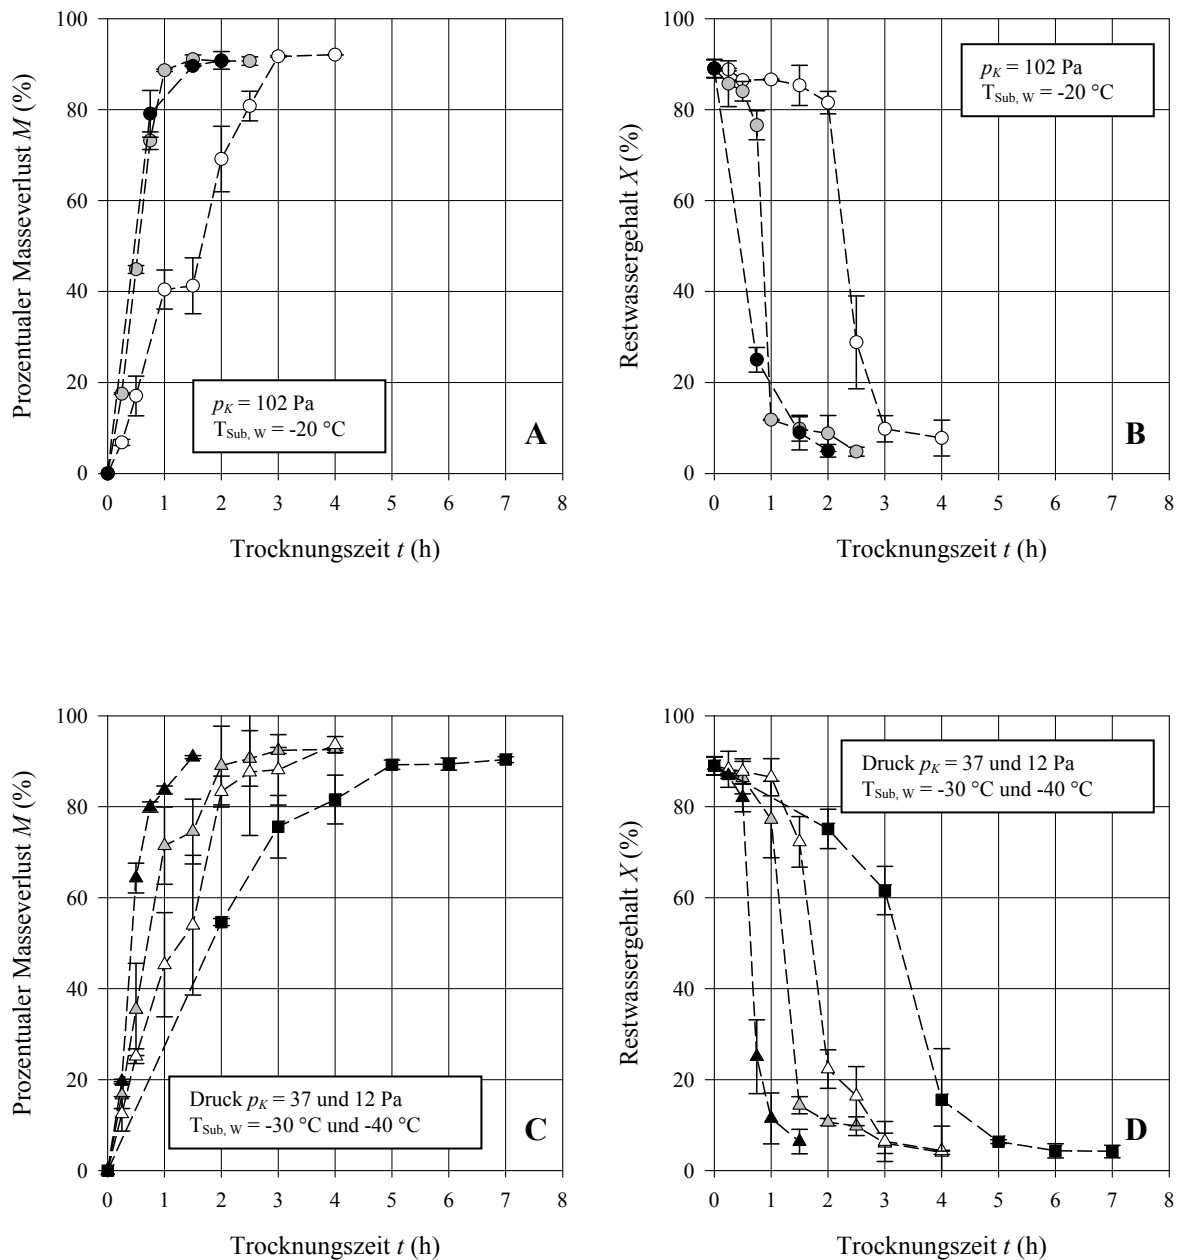 Prozentualer Masseverlust M (%)
100
80
60
40
20
0
p_K = 102 Pa
T_Sub, W = -20 °C
A
0 1 2 3 4 5 6 7 8
Trocknungszeit t (h)
Restwassergehalt X (%)
100
80
60
40
20
0
p_K = 102 Pa
T_Sub, W = -20 °C
B
0 1 2 3 4 5 6 7 8
Trocknungszeit t (h)
Prozentualer Masseverlust M (%)
100
80
60
40
20
0
Druck p_K = 37 und 12 Pa
T_Sub, W = -30 °C und -40 °C
C
0 1 2 3 4 5 6 7 8
Trocknungszeit t (h)
Restwassergehalt X (%)
100
80
60
40
20
0
Druck p_K = 37 und 12 Pa
T_Sub, W = -30 °C und -40 °C
D
0 1 2 3 4 5 6 7 8
Trocknungszeit t (h)